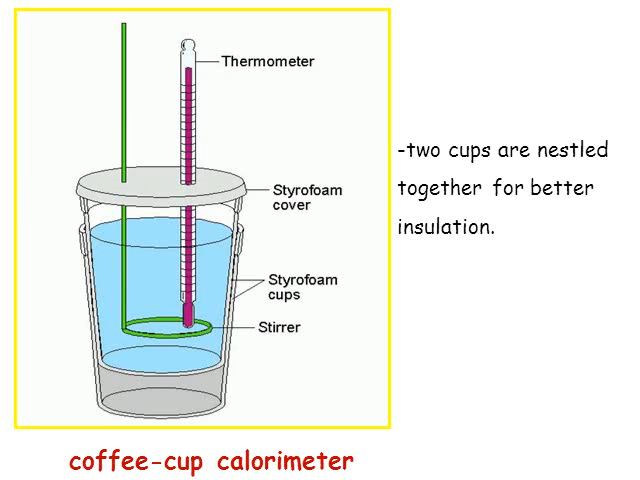 Thermometer
-two cups are nestled
together for better
insulation.
Styrofoam
cover
Styrofoam
cups
Stirrer
coffee-cup calorimeter